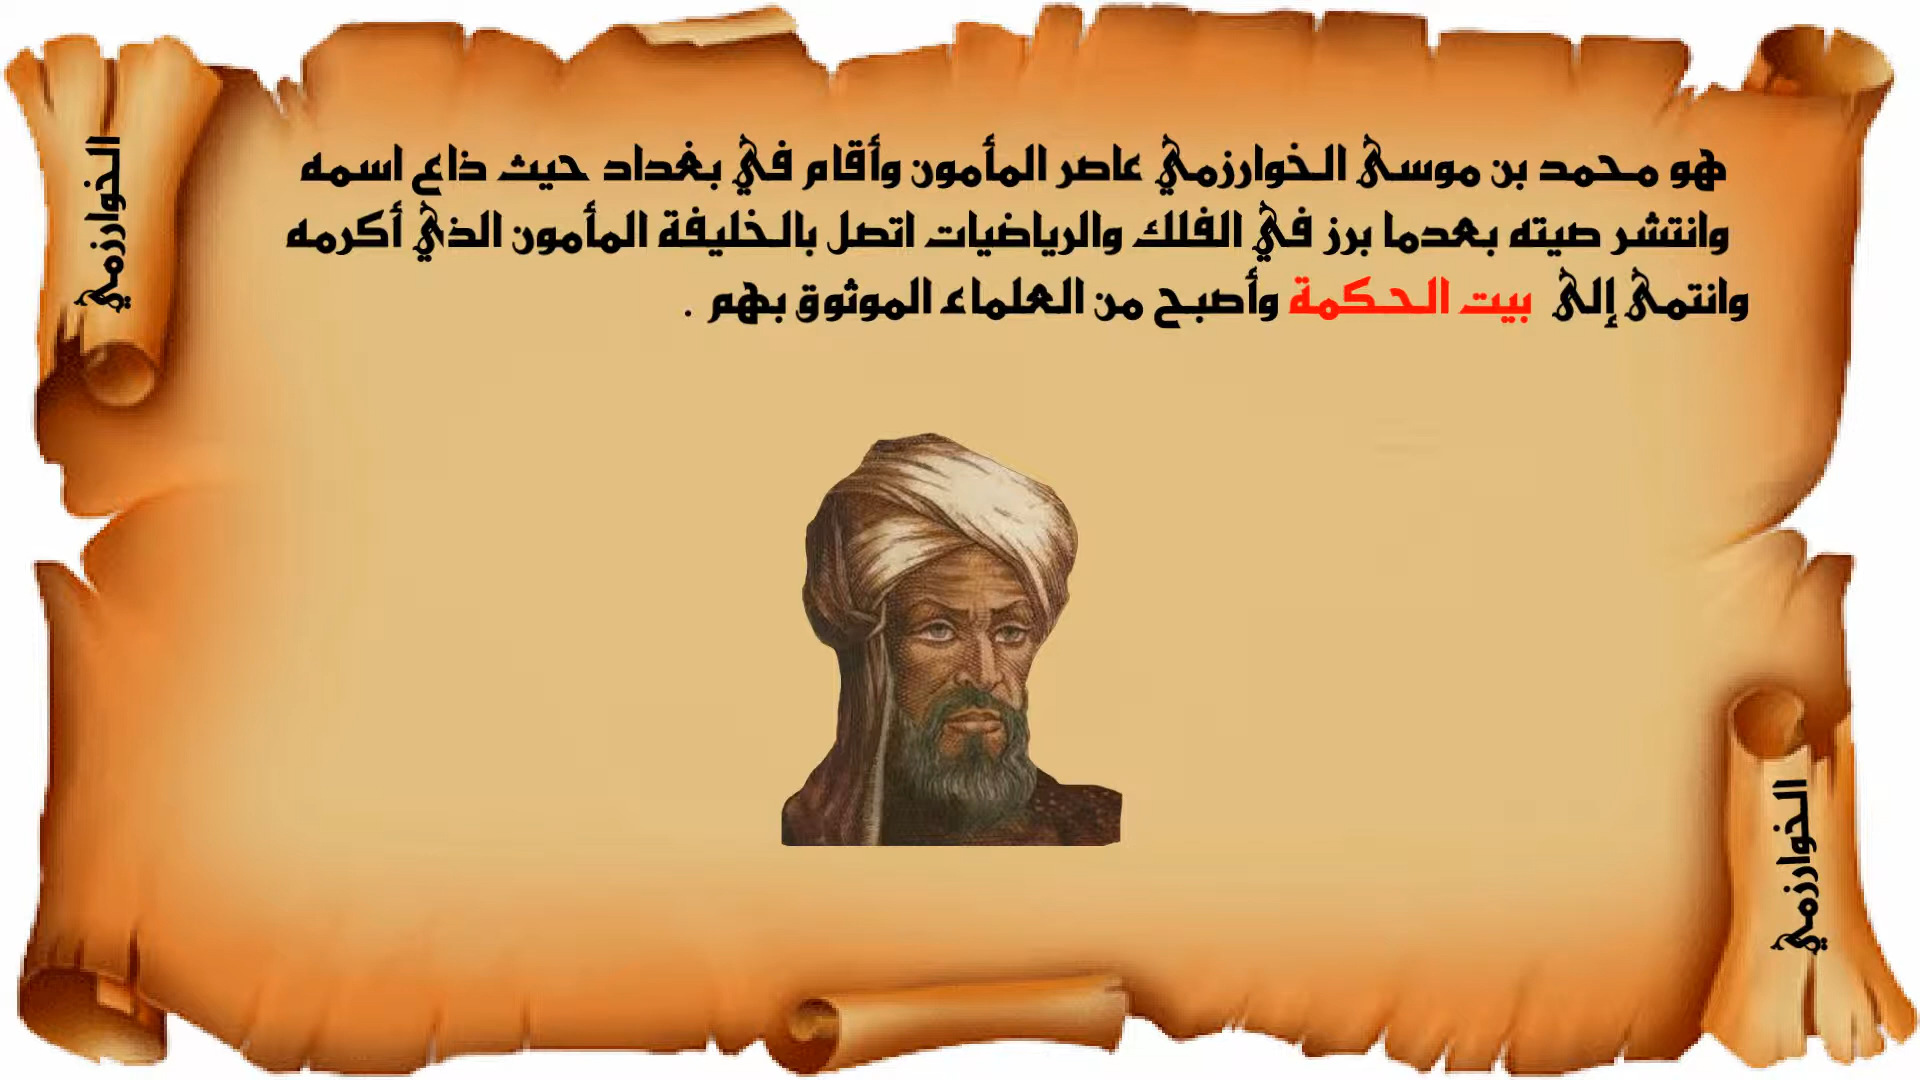 هو محمد بن موسى الخوارزمي عاصر المأمون وأقام في بغداد حيث ذاع اسمه
وانتشر صيته بعدما برز في الفلك والرياضيات اتصل بالخليفة المأمون الذي أكرمه
وانتمى إلى بيت الحكمة وأصبح من العلماء الموثوق بهم .
الخوارزمي
الخوارزمي